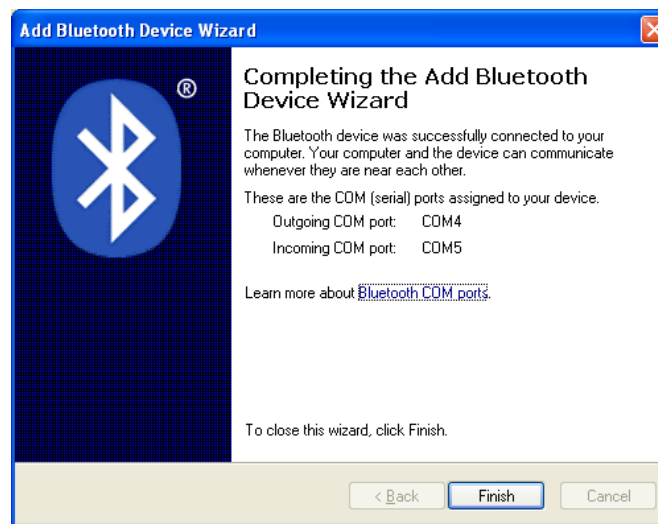 Add Bluetooth Device Wizard
®
Completing the Add Bluetooth
Device Wizard
The Bluetooth device was successfully connected to your
computer. Your computer and the device can communicate
whenever they are near each other.
These are the COM (serial) ports assigned to your device.
Outgoing COM port: COM4
Incoming COM port: COM5
Learn more about Bluetooth COM ports.
To close this wizard, click Finish.
< Back Finish Cancel